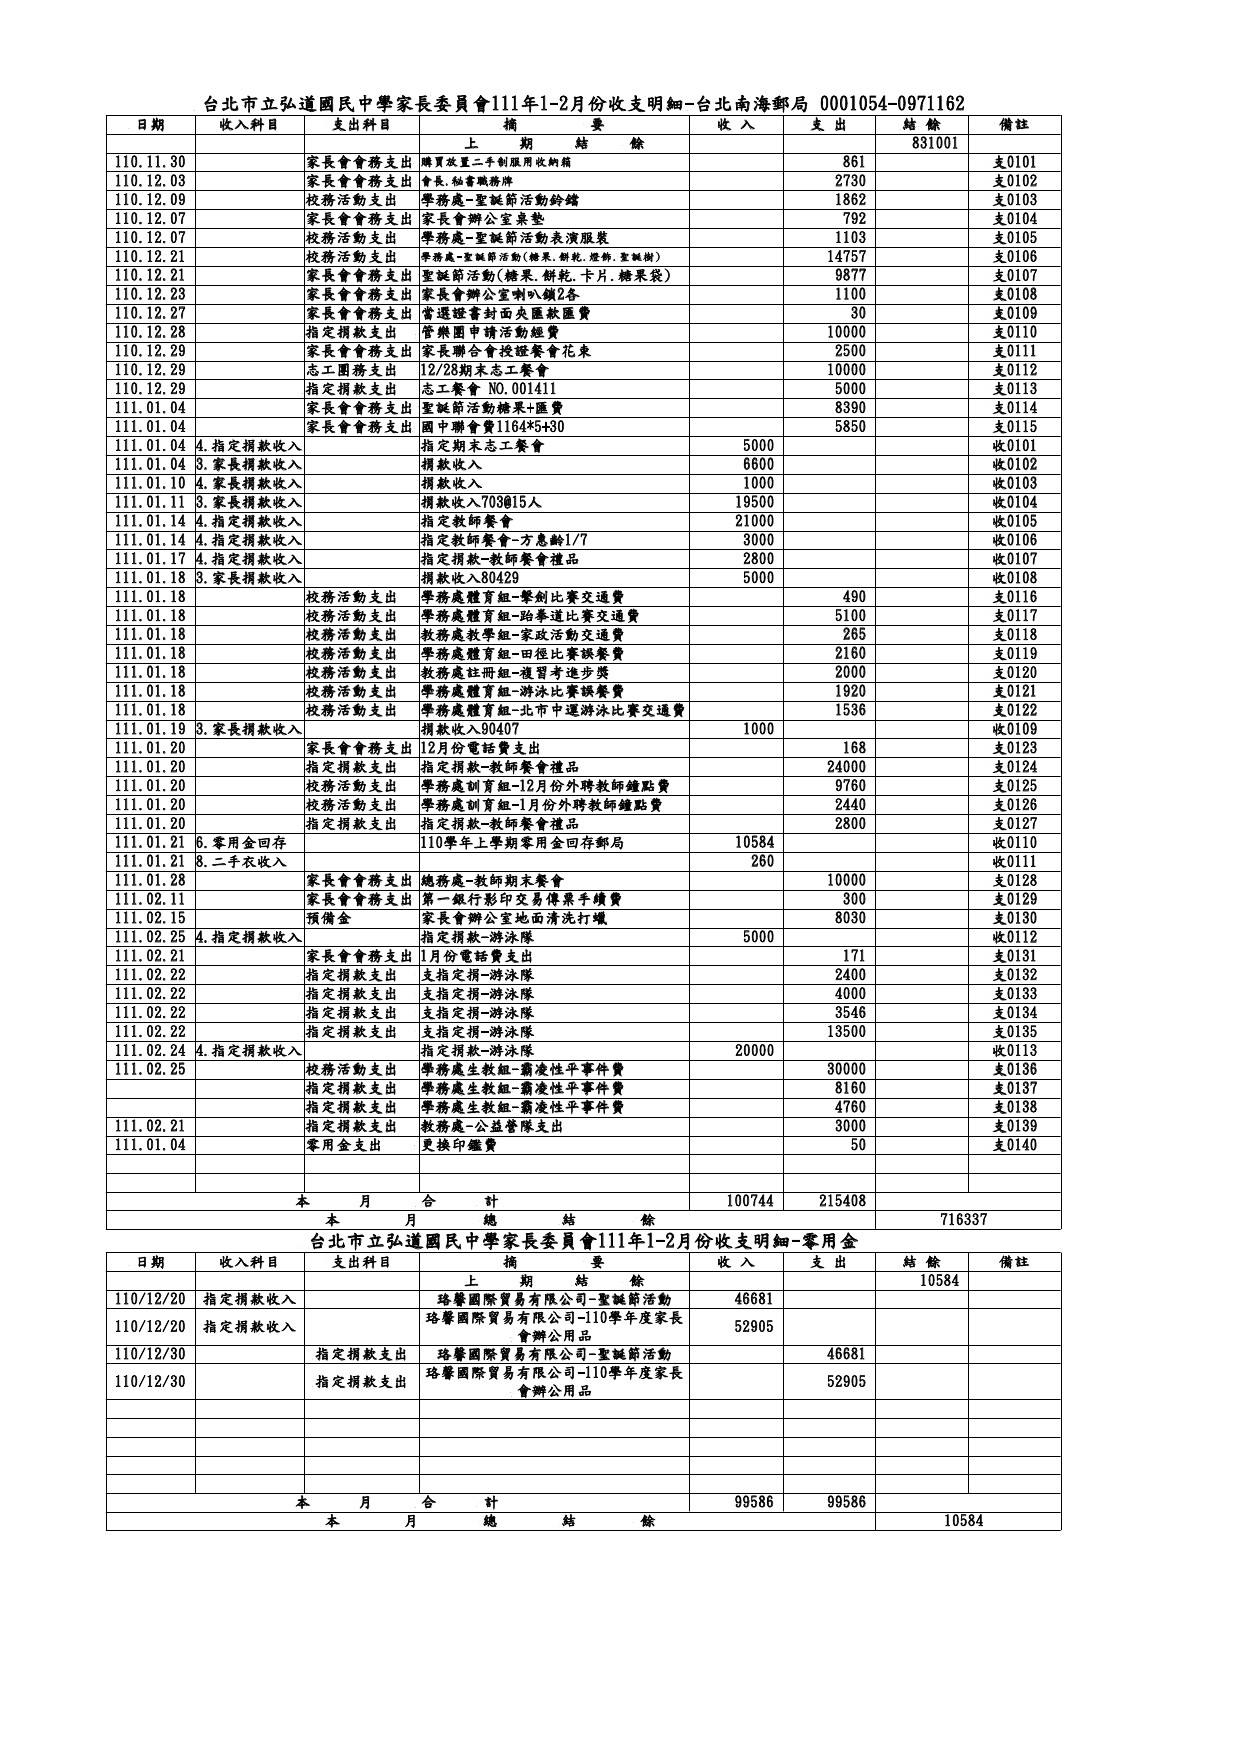 台北市立弘道國民中學家長委員會111年1-2月份收支明細-台北南海郵局 0001054-0971162
日期 收入科目 支出科目 摘 要 收 入 支 出 結 餘 備註
上 期 結 餘 831001
110.11.30 家長會會務支出 購買放置二手制服用收納箱 861 支0101
110.12.03 家長會會務支出 會長.秘書職務牌 2730 支0102
110.12.09 校務活動支出 學務處-聖誕節活動鈴鐺 1862 支0103
110.12.07 家長會會務支出 家長會辦公室桌墊 792 支0104
110.12.07 校務活動支出 學務處-聖誕節活動表演服裝 1103 支0105
110.12.21 校務活動支出 學務處-聖誕節活動(糖果.餅乾.燈飾.聖誕樹) 14757 支0106
110.12.21 家長會會務支出 聖誕節活動(糖果.餅乾.卡片.糖果袋) 9877 支0107
110.12.23 家長會會務支出 家長會辦公室喇叭鎖2各 1100 支0108
110.12.27 家長會會務支出 當選證書封面央匯款匯費 30 支0109
110.12.28 指定捐款支出 管樂團申請活動經費 10000 支0110
110.12.29 家長會會務支出 家長聯合會授證餐會花束 2500 支0111
110.12.29 志工團務支出 12/28期末志工餐會 10000 支0112
110.12.29 指定捐款支出 志工餐會 NO.001411 5000 支0113
111.01.04 家長會會務支出 聖誕節活動糖果+匯費 8390 支0114
111.01.04 家長會會務支出 國中聯會費1164*5+30 5850 支0115
111.01.04 4.指定捐款收入 指定期末志工餐會 5000 收0101
111.01.04 3.家長捐款收入 捐款收入 6600 收0102
111.01.10 4.家長捐款收入 捐款收入 1000 收0103
111.01.11 3.家長捐款收入 捐款收入703@15人 19500 收0104
111.01.14 4.指定捐款收入 指定教師餐會 21000 收0105
111.01.14 4.指定捐款收入 指定教師餐會-方惠齡1/7 3000 收0106
111.01.17 4.指定捐款收入 指定捐款-教師餐會禮品 2800 收0107
111.01.18 3.家長捐款收入 捐款收入80429 5000 收0108
111.01.18 校務活動支出 學務處體育組-擊劍比賽交通費 490 支0116
111.01.18 校務活動支出 學務處體育組-跆拳道比賽交通費 5100 支0117
111.01.18 校務活動支出 教務處教學組-家政活動交通費 265 支0118
111.01.18 校務活動支出 學務處體育組-田徑比賽誤餐費 2160 支0119
111.01.18 校務活動支出 教務處註冊組-複習考進步獎 2000 支0120
111.01.18 校務活動支出 學務處體育組-游泳比賽誤餐費 1920 支0121
111.01.18 校務活動支出 學務處體育組-北市中運游泳比賽交通費 1536 支0122
111.01.19 3.家長捐款收入 捐款收入90407 1000 收0109
111.01.20 家長會會務支出 12月份電話費支出 168 支0123
111.01.20 指定捐款支出 指定捐款-教師餐會禮品 24000 支0124
111.01.20 校務活動支出 學務處訓育組-12月份外聘教師鐘點費 9760 支0125
111.01.20 校務活動支出 學務處訓育組-1月份外聘教師鐘點費 2440 支0126
111.01.20 指定捐款支出 指定捐款-教師餐會禮品 2800 支0127
111.01.21 6.零用金回存 110學年上學期零用金回存郵局 10584 收0110
111.01.21 8.二手衣收入 260 收0111
111.01.28 家長會會務支出 總務處-教師期末餐會 10000 支0128
111.02.11 家長會會務支出 第一銀行影印交易傳票手續費 300 支0129
111.02.15 預備金 家長會辦公室地面清洗打蠟 8030 支0130
111.02.25 4.指定捐款收入 指定捐款-游泳隊 5000 收0112
111.02.21 家長會會務支出 1月份電話費支出 171 支0131
111.02.22 指定捐款支出 支指定捐-游泳隊 2400 支0132
111.02.22 指定捐款支出 支指定捐-游泳隊 4000 支0133
111.02.22 指定捐款支出 支指定捐-游泳隊 3546 支0134
111.02.22 指定捐款支出 支指定捐-游泳隊 13500 支0135
111.02.24 4.指定捐款收入 指定捐款-游泳隊 20000 收0113
111.02.25 校務活動支出 學務處生教組-霸凌性平事件費 30000 支0136
指定捐款支出 學務處生教組-霸凌性平事件費 8160 支0137
指定捐款支出 學務處生教組-霸凌性平事件費 4760 支0138
111.02.21 指定捐款支出 教務處-公益營隊支出 3000 支0139
111.01.04 零用金支出 更換印鑑費 50 支0140
本 月 合 計 100744 215408
本 月 總 結 餘 716337
台北市立弘道國民中學家長委員會111年1-2月份收支明細-零用金
日期 收入科目 支出科目 摘 要 收 入 支 出 結 餘 備註
上 期 結 餘 10584
110/12/20 指定捐款收入 珞馨國際貿易有限公司-聖誕節活動 46681
110/12/20 指定捐款收入 珞馨國際貿易有限公司-110學年度家長 52905
會辦公用品
110/12/30 指定捐款支出 珞馨國際貿易有限公司-聖誕節活動 46681
110/12/30 指定捐款支出 珞馨國際貿易有限公司-110學年度家長 52905
會辦公用品
本 月 合 計 99586 99586
本 月 總 結 餘 10584